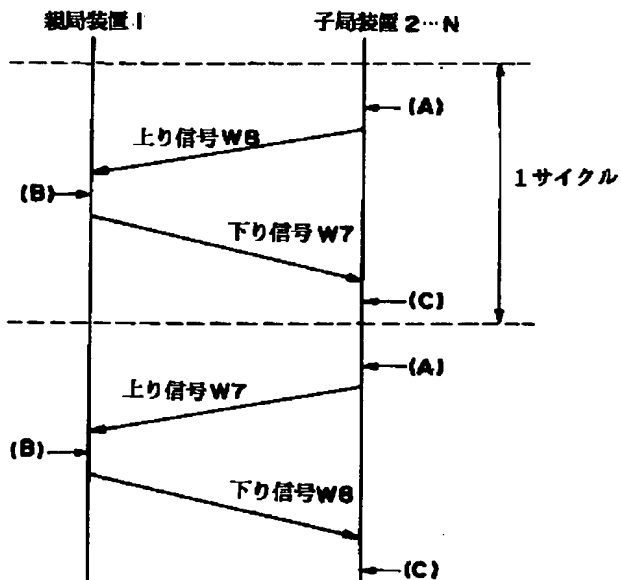 親局装置1 子局装置2…N
(A)
上り信号W8
1サイクル
(B)
下り信号W7
(C)
(A)
上り信号W7
(B)
下り信号W8
(C)